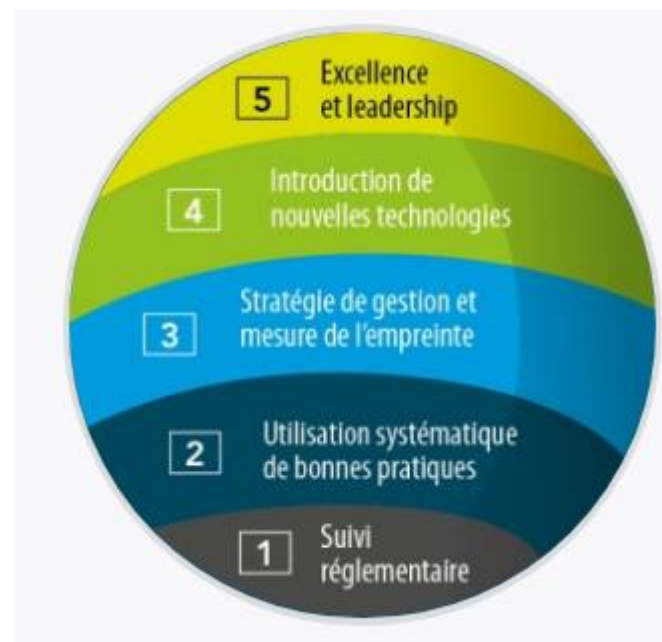 5
Excellence
et leadership
4
Introduction de
nouvelles technologies
3
Stratégie de gestion et
mesure de l'empreinte
2
Utilisation systématique
de bonnes pratiques
1
Suivi
réglementaire